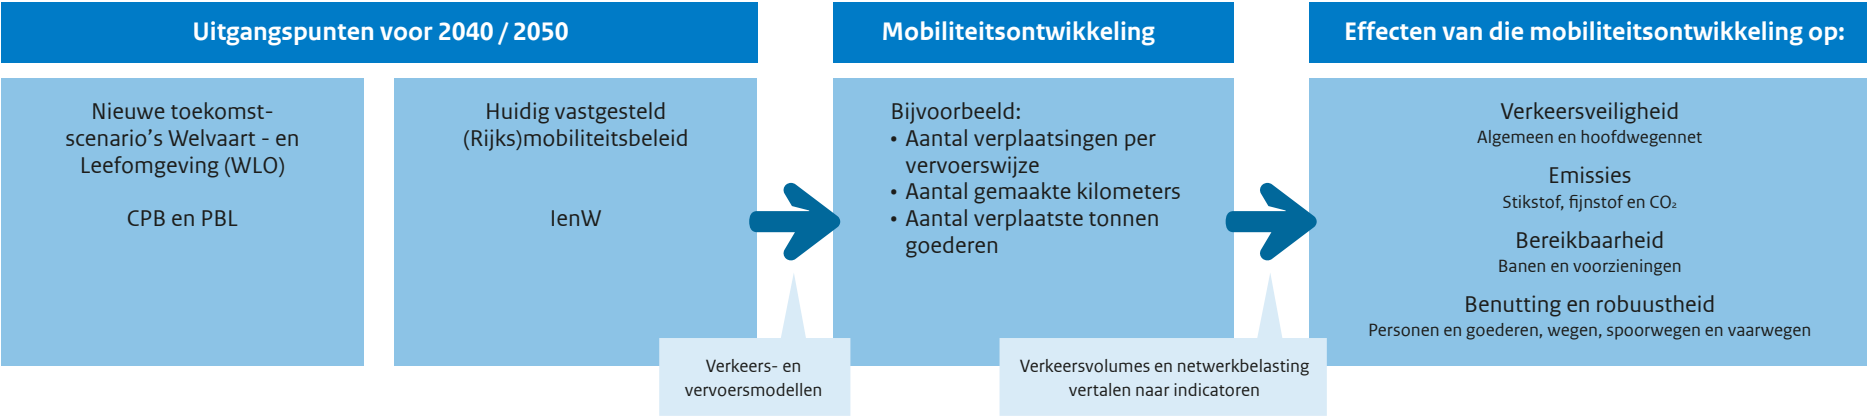 Uitgangspunten voor 2040 / 2050
Nieuwe toekomst-
scenario's Welvaart - en
Leefomgeving (WLO)
CPB en PBL
Huidig vastgesteld
(Rijks)mobiliteitsbeleid
IenW
Verkeers- en
vervoersmodellen
Mobiliteitsontwikkeling
Bijvoorbeeld:
• Aantal verplaatsingen per
vervoerswijze
• Aantal gemaakte kilometers
• Aantal verplaatste tonnen
goederen
Verkeersvolumes en netwerkbelasting
vertalen naar indicatoren
Effecten van die mobiliteitsontwikkeling op:
Verkeersveiligheid
Algemeen en hoofdwegennet
Emissies
Stikstof, fijnstof en CO₂
Bereikbaarheid
Banen en voorzieningen
Benutting en robuustheid
Personen en goederen, wegen, spoorwegen en vaarwegen